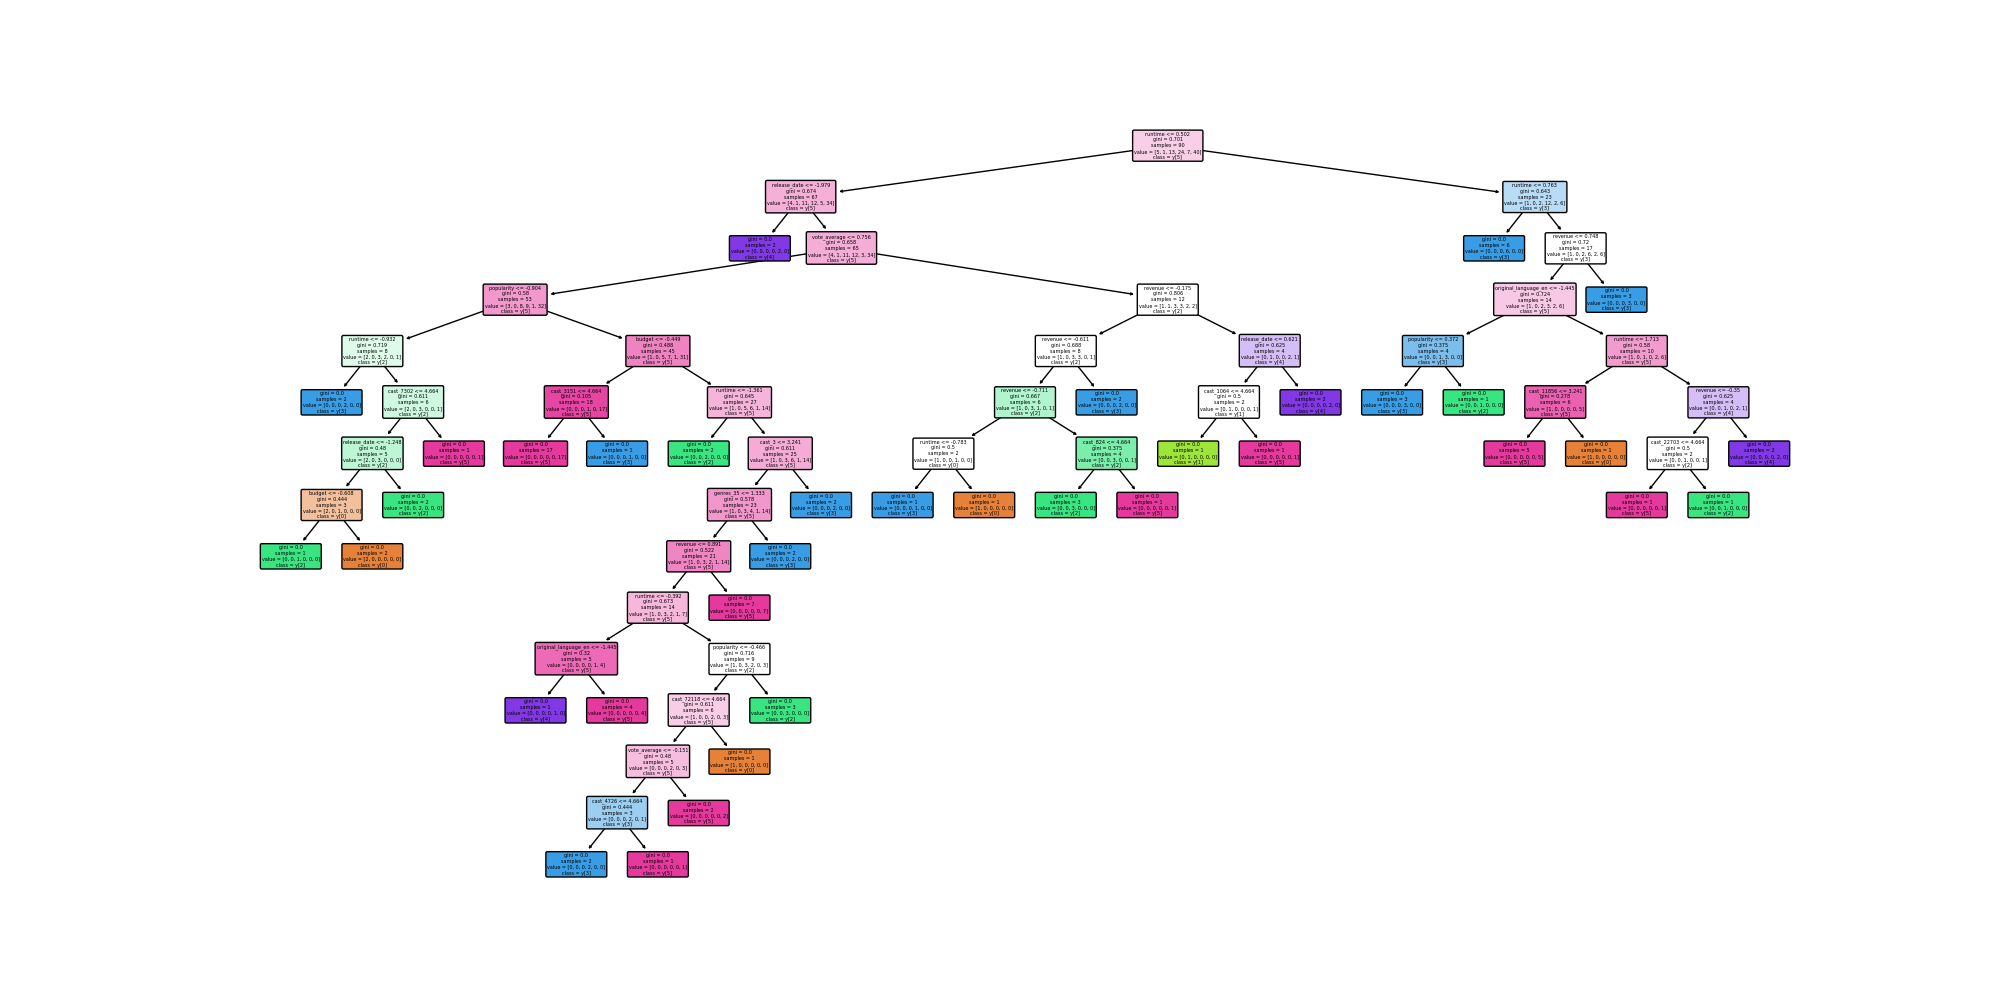 runtime <= 0.502
gini = 0.701
samples = 90
value = [5, 1, 13, 24, 7, 40]
class = y[5]
release_date <= -1.979
gini = 0.674
samples = 67
value = [4, 1, 11, 12, 5, 34]
class = y[5]
runtime <= 0.763
gini = 0.643
samples = 23
value = [1, 0, 2, 12, 2, 6]
class = y[3]
gini = 0.0
samples = 2
value = [0, 0, 0, 0, 2, 0]
class = y[4]
vote_average <= 0.756
gini = 0.658
samples = 65
value = [4, 1, 11, 12, 3, 34]
class = y[5]
gini = 0.0
samples = 6
value = [0, 0, 0, 6, 0, 0]
class = y[3]
revenue <= 0.748
gini = 0.72
samples = 17
value = [1, 0, 2, 6, 2, 6]
class = y[3]
popularity <= -0.904
gini = 0.58
samples = 53
value = [3, 0, 8, 9, 1, 32]
class = y[5]
revenue <= -0.175
gini = 0.806
samples = 12
value = [1, 1, 3, 3, 2, 2]
class = y[2]
original_language_en <= -1.445
gini = 0.724
samples = 14
value = [1, 0, 2, 3, 2, 6]
class = y[5]
gini = 0.0
samples = 3
value = [0, 0, 0, 3, 0, 0]
class = y[3]
runtime <= -0.932
gini = 0.719
samples = 8
value = [2, 0, 3, 2, 0, 1]
class = y[2]
budget <= -0.449
gini = 0.488
samples = 45
value = [1, 0, 5, 7, 1, 31]
class = y[5]
revenue <= -0.611
gini = 0.688
samples = 8
value = [1, 0, 3, 3, 0, 1]
class = y[2]
release_date <= 0.621
gini = 0.625
samples = 4
value = [0, 1, 0, 0, 2, 1]
class = y[4]
popularity <= 0.372
gini = 0.375
samples = 4
value = [0, 0, 1, 3, 0, 0]
class = y[3]
runtime <= 1.713
gini = 0.58
samples = 10
value = [1, 0, 1, 0, 2, 6]
class = y[5]
gini = 0.0
samples = 2
value = [0, 0, 0, 2, 0, 0]
class = y[3]
cast_7302 <= 4.664
gini = 0.611
samples = 6
value = [2, 0, 3, 0, 0, 1]
class = y[2]
cast_3151 <= 4.664
gini = 0.105
samples = 18
value = [0, 0, 0, 1, 0, 17]
class = y[5]
runtime <= -1.361
gini = 0.645
samples = 27
value = [1, 0, 5, 6, 1, 14]
class = y[5]
revenue <= -0.711
gini = 0.667
samples = 6
value = [1, 0, 3, 1, 0, 1]
class = y[2]
gini = 0.0
samples = 2
value = [0, 0, 0, 2, 0, 0]
class = y[3]
cast_1064 <= 4.664
gini = 0.5
samples = 2
value = [0, 1, 0, 0, 0, 1]
class = y[1]
gini = 0.0
samples = 2
value = [0, 0, 0, 0, 2, 0]
class = y[4]
gini = 0.0
samples = 3
value = [0, 0, 0, 3, 0, 0]
class = y[3]
gini = 0.0
samples = 1
value = [0, 0, 1, 0, 0, 0]
class = y[2]
cast_11856 <= 3.241
gini = 0.278
samples = 6
value = [1, 0, 0, 0, 0, 5]
class = y[5]
revenue <= -0.35
gini = 0.625
samples = 4
value = [0, 0, 1, 0, 2, 1]
class = y[4]
release_date <= -1.248
gini = 0.48
samples = 5
value = [2, 0, 3, 0, 0, 0]
class = y[2]
gini = 0.0
samples = 1
value = [0, 0, 0, 0, 0, 1]
class = y[5]
gini = 0.0
samples = 17
value = [0, 0, 0, 0, 0, 17]
class = y[5]
gini = 0.0
samples = 1
value = [0, 0, 0, 1, 0, 0]
class = y[3]
gini = 0.0
samples = 2
value = [0, 0, 2, 0, 0, 0]
class = y[2]
cast_3 <= 3.241
gini = 0.611
samples = 25
value = [1, 0, 3, 6, 1, 14]
class = y[5]
runtime <= -0.783
gini = 0.5
samples = 2
value = [1, 0, 0, 1, 0, 0]
class = y[0]
cast_824 <= 4.664
gini = 0.375
samples = 4
value = [0, 0, 3, 0, 0, 1]
class = y[2]
gini = 0.0
samples = 1
value = [0, 1, 0, 0, 0, 0]
class = y[1]
gini = 0.0
samples = 1
value = [0, 0, 0, 0, 0, 1]
class = y[5]
gini = 0.0
samples = 5
value = [0, 0, 0, 0, 0, 5]
class = y[5]
gini = 0.0
samples = 1
value = [1, 0, 0, 0, 0, 0]
class = y[0]
cast_22703 <= 4.664
gini = 0.5
samples = 2
value = [0, 0, 1, 0, 0, 1]
class = y[2]
gini = 0.0
samples = 2
value = [0, 0, 0, 0, 2, 0]
class = y[4]
budget <= -0.608
gini = 0.444
samples = 3
value = [2, 0, 1, 0, 0, 0]
class = y[0]
gini = 0.0
samples = 2
value = [0, 0, 2, 0, 0, 0]
class = y[2]
genres_35 <= 1.333
gini = 0.578
samples = 23
value = [1, 0, 3, 4, 1, 14]
class = y[5]
gini = 0.0
samples = 2
value = [0, 0, 0, 2, 0, 0]
class = y[3]
gini = 0.0
samples = 1
value = [0, 0, 0, 1, 0, 0]
class = y[3]
gini = 0.0
samples = 1
value = [1, 0, 0, 0, 0, 0]
class = y[0]
gini = 0.0
samples = 3
value = [0, 0, 3, 0, 0, 0]
class = y[2]
gini = 0.0
samples = 1
value = [0, 0, 0, 0, 0, 1]
class = y[5]
gini = 0.0
samples = 1
value = [0, 0, 0, 0, 0, 1]
class = y[5]
gini = 0.0
samples = 1
value = [0, 0, 1, 0, 0, 0]
class = y[2]
gini = 0.0
samples = 1
value = [0, 0, 1, 0, 0, 0]
class = y[2]
gini = 0.0
samples = 2
value = [2, 0, 0, 0, 0, 0]
class = y[0]
revenue <= 0.891
gini = 0.522
samples = 21
value = [1, 0, 3, 2, 1, 14]
class = y[5]
gini = 0.0
samples = 2
value = [0, 0, 0, 2, 0, 0]
class = y[3]
runtime <= -0.392
gini = 0.673
samples = 14
value = [1, 0, 3, 2, 1, 7]
class = y[5]
gini = 0.0
samples = 7
value = [0, 0, 0, 0, 0, 7]
class = y[5]
original_language_en <= -1.445
gini = 0.32
samples = 5
value = [0, 0, 0, 0, 1, 4]
class = y[5]
popularity <= -0.466
gini = 0.716
samples = 9
value = [1, 0, 3, 2, 0, 3]
class = y[2]
gini = 0.0
samples = 1
value = [0, 0, 0, 0, 1, 0]
class = y[4]
gini = 0.0
samples = 4
value = [0, 0, 0, 0, 0, 4]
class = y[5]
cast_72118 <= 4.664
gini = 0.611
samples = 6
value = [1, 0, 0, 2, 0, 3]
class = y[5]
gini = 0.0
samples = 3
value = [0, 0, 3, 0, 0, 0]
class = y[2]
vote_average <= -0.151
gini = 0.48
samples = 5
value = [0, 0, 0, 2, 0, 3]
class = y[5]
gini = 0.0
samples = 1
value = [1, 0, 0, 0, 0, 0]
class = y[0]
cast_4726 <= 4.664
gini = 0.444
samples = 3
value = [0, 0, 0, 2, 0, 1]
class = y[3]
gini = 0.0
samples = 2
value = [0, 0, 0, 0, 0, 2]
class = y[5]
gini = 0.0
samples = 2
value = [0, 0, 0, 2, 0, 0]
class = y[3]
gini = 0.0
samples = 1
value = [0, 0, 0, 0, 0, 1]
class = y[5]